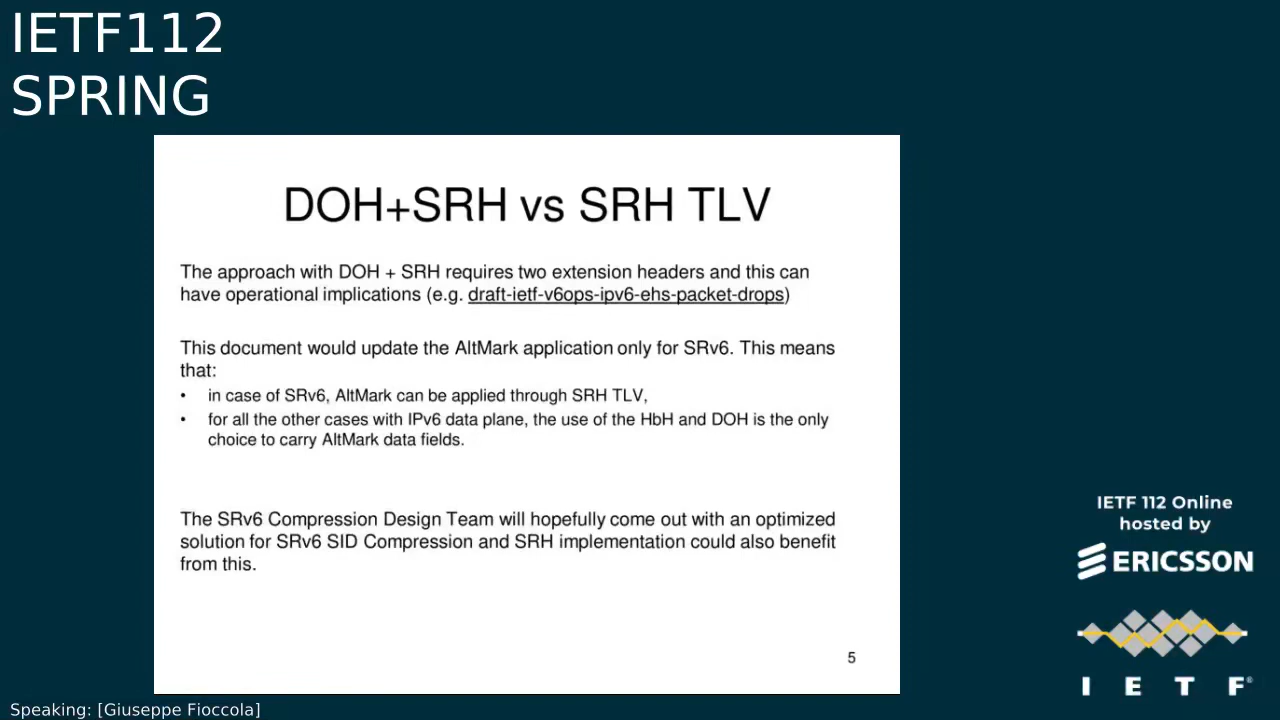 IETF112
SPRING
DOH+SRH vs SRH TLV
The approach with DOH + SRH requires two extension headers and this can
have operational implications (e.g. draft-ietf-v6ops-ipv6-ehs-packet-drops)
This document would update the AltMark application only for SRv6. This means
that:
• in case of SRv6, AltMark can be applied through SRH TLV,
• for all the other cases with IPv6 data plane, the use of the HbH and DOH is the only
choice to carry AltMark data fields.
The SRv6 Compression Design Team will hopefully come out with an optimized
solution for SRv6 SID Compression and SRH implementation could also benefit
from this.
5
IETF 112 Online
hosted by
ERICSSON
I E T F®
Speaking: [Giuseppe Fioccola]